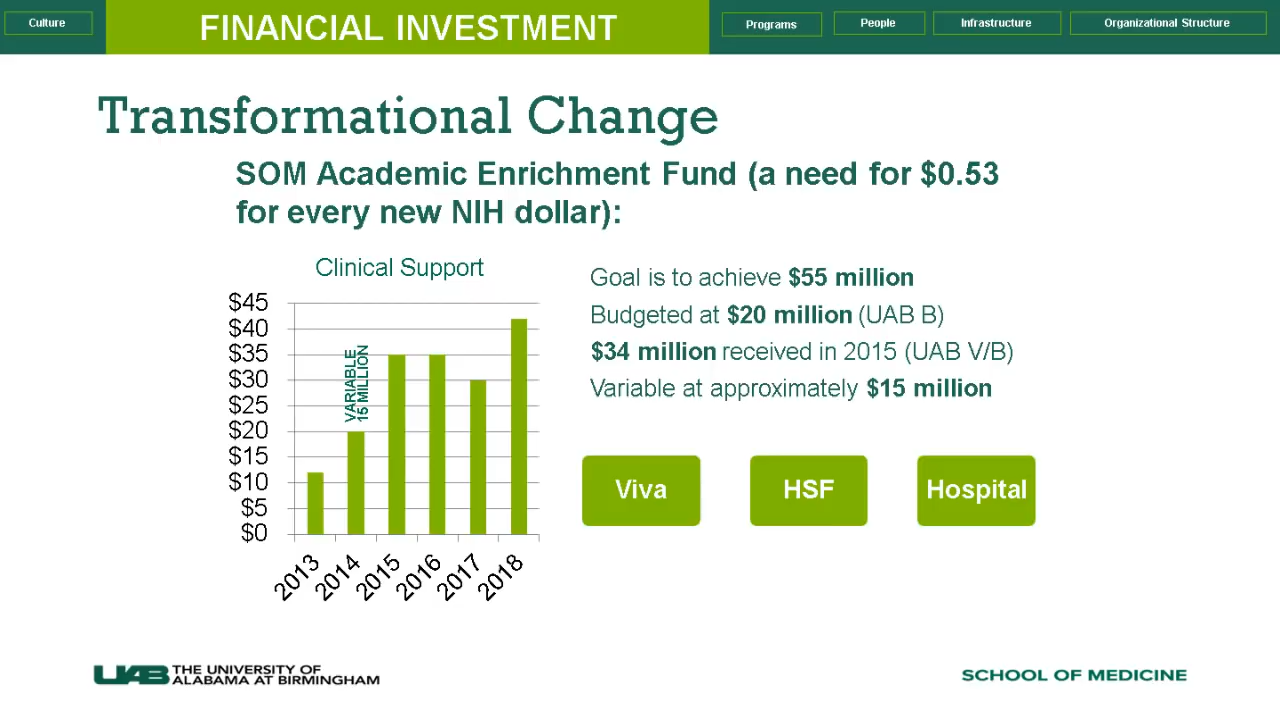 Culture
FINANCIAL INVESTMENT
Programs
People
Infrastructure
Organizational Structure
Transformational Change
SOM Academic Enrichment Fund (a need for $0.53
for every new NIH dollar):
Clinical Support
$45
$40
$35
$30
$25
$20
$15
$10
$5
$0
VARIABLE
15 MILLION
2013
2014
2015
2016
2017
2018
Goal is to achieve $55 million
Budgeted at $20 million (UAB B)
$34 million received in 2015 (UAB V/B)
Variable at approximately $15 million
Viva
HSF
Hospital
UAB THE UNIVERSITY OF
ALABAMA AT BIRMINGHAM
SCHOOL OF MEDICINE